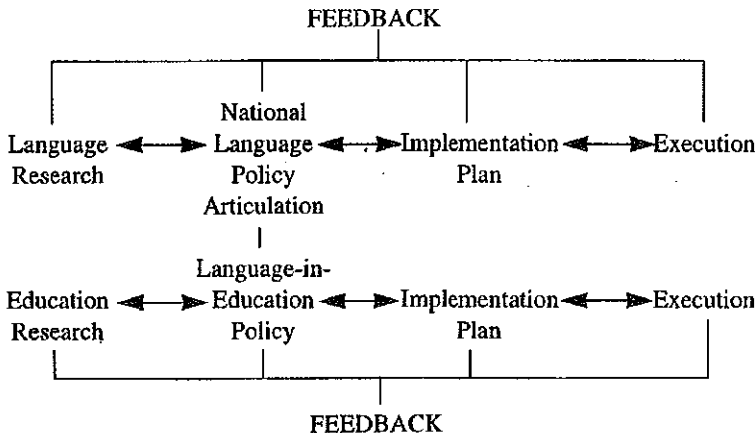 FEEDBACK
National
Language Language Implementation Execution
Research Policy Plan
Articulation
Language-in-
Education Education Implementation Execution
Research Policy Plan
FEEDBACK